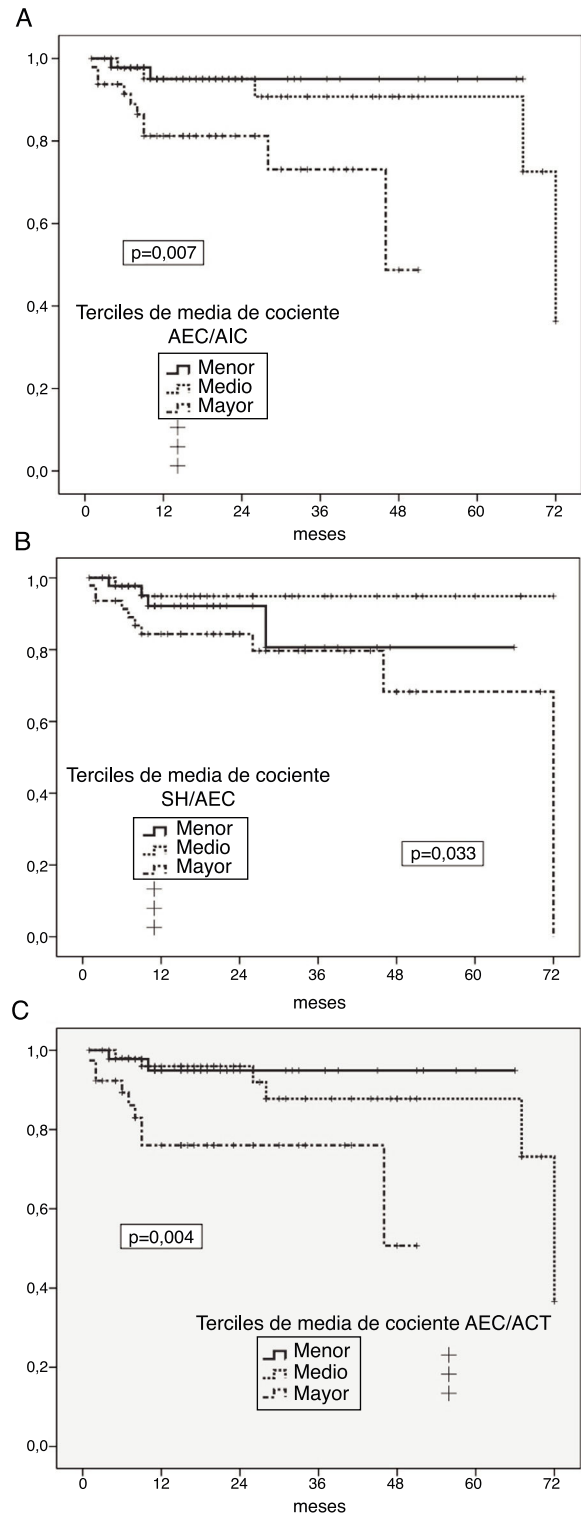 A
1,0
0,8
0,6
p=0,007
0,4
Terciles de media de cociente
AEC/AIC
Menor
Medio
Mayor
0,2
0,0
0 12 24 36 48 60 72
meses
B
1,0
0,8
0,6
Terciles de media de cociente
SH/AEC
0,4
Menor
Medio
Mayor
p=0,033
0,2
0,0
0 12 24 36 48 60 72
meses
C
1,0
0,8
0,6
p=0,004
0,4
Terciles de media de cociente AEC/ACT
Menor
Medio
Mayor
0,2
0,0
0 12 24 36 48 60 72
meses